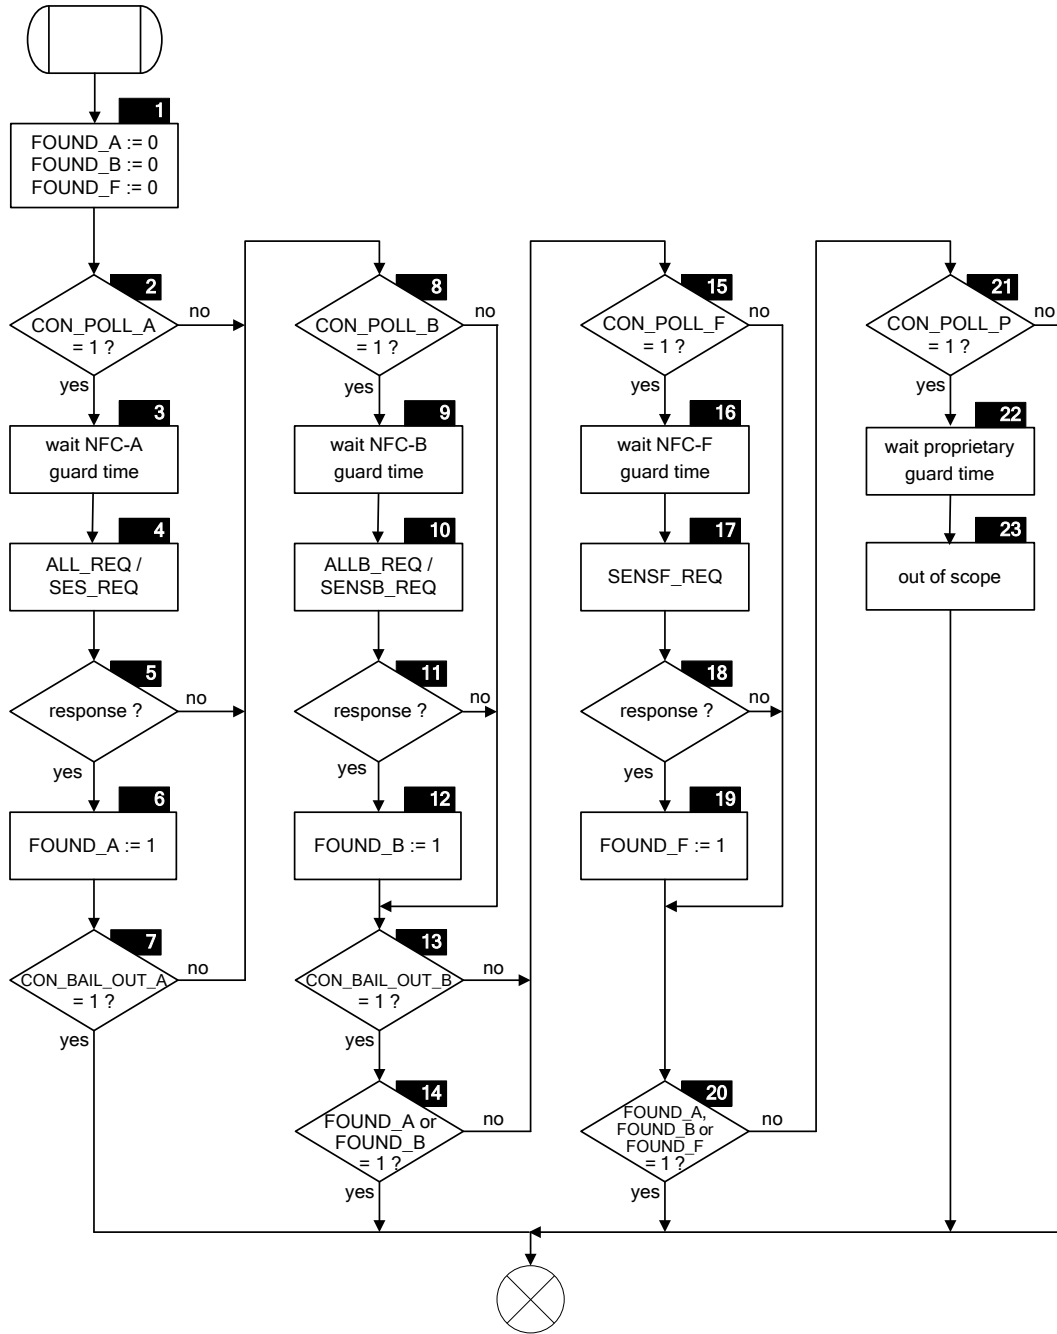 1
FOUND_A := 0
FOUND_B := 0
FOUND_F := 0
2
CON_POLL_A
= 1 ?
no
yes
3
wait NFC-A
guard time
4
ALL_REQ /
SES_REQ
5
response ?
no
yes
6
FOUND_A := 1
7
CON_BAIL_OUT_A
= 1 ?
no
yes
8
CON_POLL_B
= 1 ?
no
yes
9
wait NFC-B
guard time
10
ALLB_REQ /
SENSB_REQ
11
response ?
no
yes
12
FOUND_B := 1
13
CON_BAIL_OUT_B
= 1 ?
no
yes
14
FOUND_A or
FOUND_B
= 1 ?
no
yes
15
CON_POLL_F
= 1 ?
no
yes
16
wait NFC-F
guard time
17
SENSF_REQ
18
response ?
no
yes
19
FOUND_F := 1
20
FOUND_A,
FOUND_B or
FOUND_F
= 1 ?
no
yes
21
CON_POLL_P
= 1 ?
no
yes
22
wait proprietary
guard time
23
out of scope